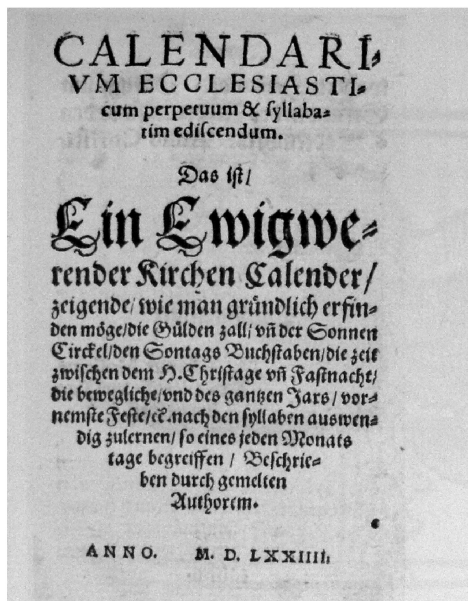 CALENDARI-
VM ECCLESIASTI-
cum perpetuum & ſyllaba-
tim ediſcendum.
Das iſt/
Ein Ewigwe-
render Kirchen Calender/
zeigende/ wie man gründlich erfin-
den möge/die Gülden zall/ vñ der Sonnen
Circkel/den Sontags Buchſtaben/die zeit
zwiſchen dem H.Chriſtage vñ Faſtnacht/
die bewegliche/vnd des gantzen Jars/ vor-
nemſte Feſte/ꝛc.nach den ſyllaben auswen-
dig zulernen/ ſo eines jeden Monats
tage begreiffen / Beſchrie-
ben durch gemelten
Authorem.
ANNO. M. D. LXXIIII.